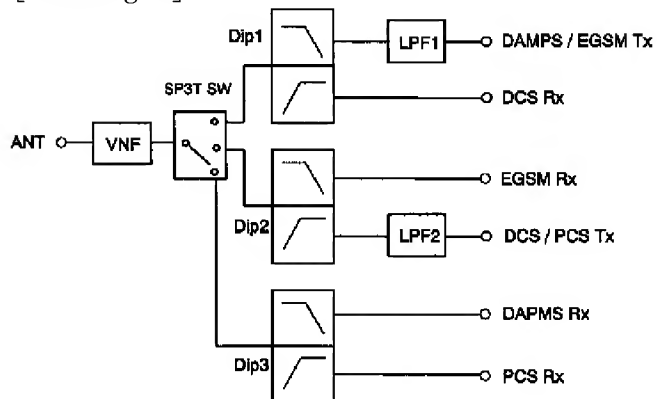 Dip1
LPF1
DAMPS / EGSM Tx
SP3T SW
DCS Rx
ANT
VNF
EGSM Rx
Dip2
LPF2
DCS / PCS Tx
DAPMS Rx
Dip3
PCS Rx